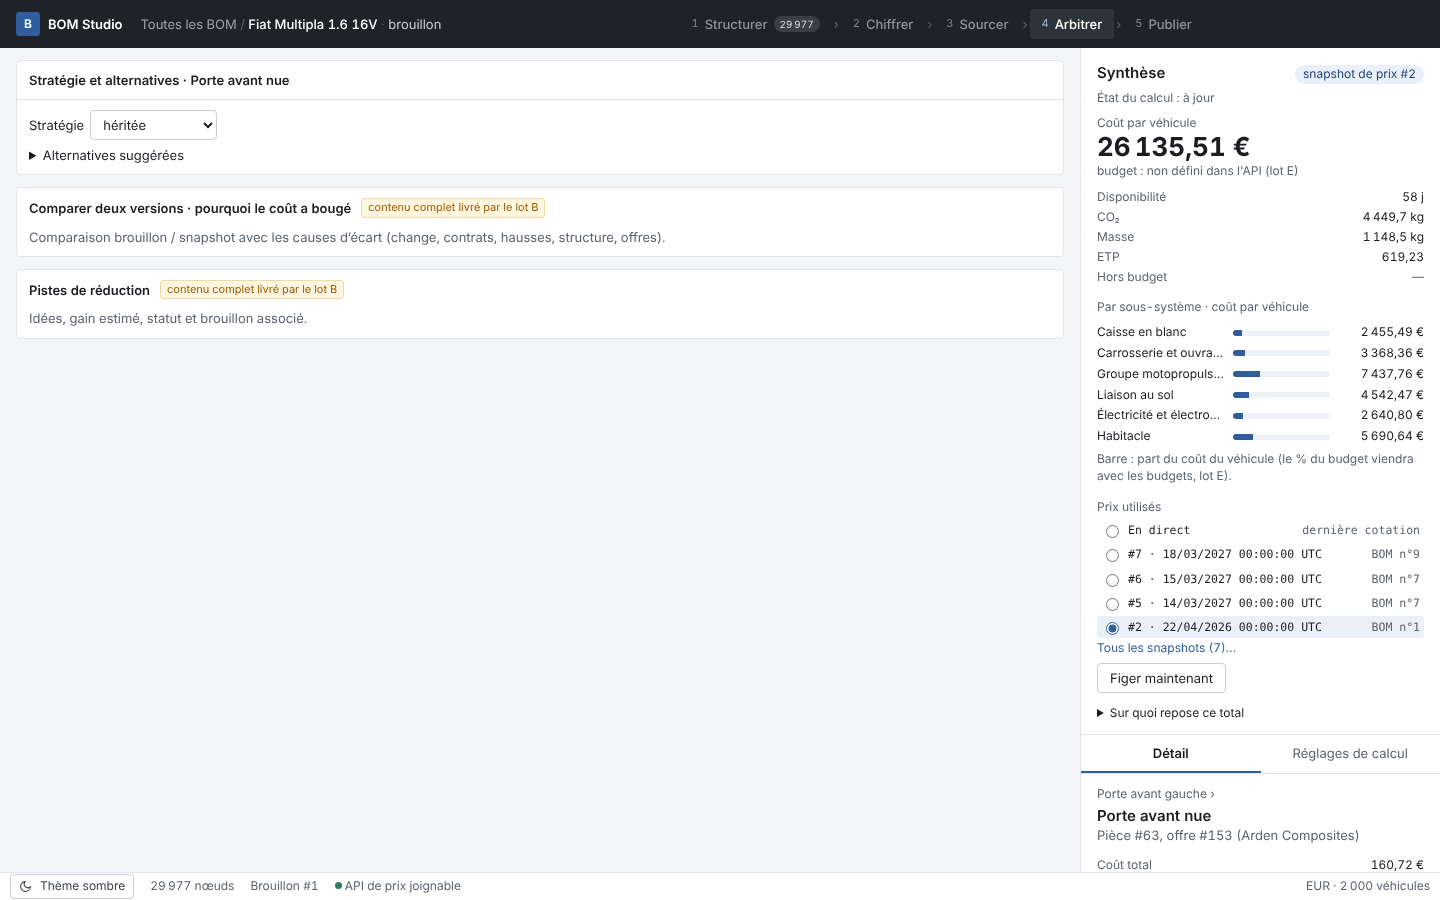 B BOM Studio Toutes les BOM / Fiat Multipla 1.6 16V · brouillon 1 Structurer 29 977 › 2 Chiffrer › 3 Sourcer › 4 Arbitrer › 5 Publier
Stratégie et alternatives · Porte avant nue
Stratégie héritée
Alternatives suggérées
Comparer deux versions · pourquoi le coût a bougé contenu complet livré par le lot B
Comparaison brouillon / snapshot avec les causes d’écart (change, contrats, hausses, structure, offres).
Pistes de réduction contenu complet livré par le lot B
Idées, gain estimé, statut et brouillon associé.
Synthèse snapshot de prix #2
État du calcul : à jour
Coût par véhicule
26 135,51 €
budget : non défini dans l'API (lot E)
Disponibilité 58 j
CO₂ 4 449,7 kg
Masse 1 148,5 kg
ETP 619,23
Hors budget —
Par sous-système · coût par véhicule
Caisse en blanc 2 455,49 €
Carrosserie et ouvra... 3 368,36 €
Groupe motopropuls... 7 437,76 €
Liaison au sol 4 542,47 €
Électricité et électro... 2 640,80 €
Habitacle 5 690,64 €
Barre : part du coût du véhicule (le % du budget viendra
avec les budgets, lot E).
Prix utilisés
En direct dernière cotation
#7 · 18/03/2027 00:00:00 UTC BOM n°9
#6 · 15/03/2027 00:00:00 UTC BOM n°7
#5 · 14/03/2027 00:00:00 UTC BOM n°7
#2 · 22/04/2026 00:00:00 UTC BOM n°1
Tous les snapshots (7)...
Figer maintenant
Sur quoi repose ce total
Détail Réglages de calcul
Porte avant gauche ›
Porte avant nue
Pièce #63, offre #153 (Arden Composites)
Coût total 160,72 €
Thème sombre 29 977 nœuds Brouillon #1 API de prix joignable EUR · 2 000 véhicules